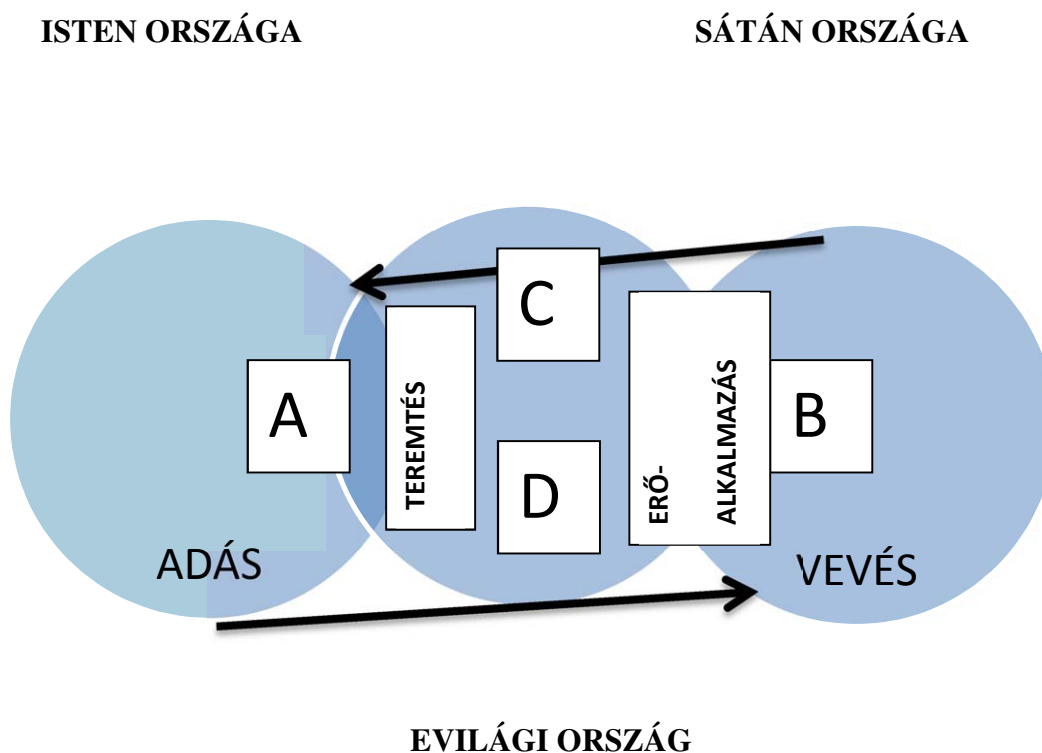 ISTEN ORSZÁGA
SÁTÁN ORSZÁGA
C
A
TEREMTÉS
ERŐ-
ALKALMAZÁS
B
D
ADÁS
VEVÉS
EVILÁGI ORSZÁG